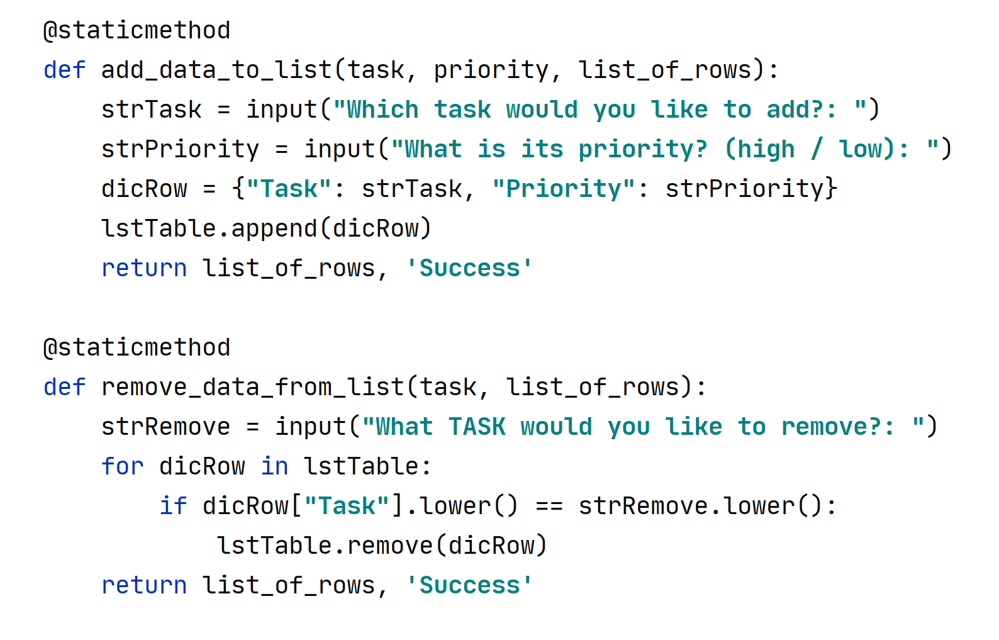 @staticmethod
def add_data_to_list(task, priority, list_of_rows):
    strTask = input("Which task would you like to add?: ")
    strPriority = input("What is its priority? (high / low): ")
    dicRow = {"Task": strTask, "Priority": strPriority}
    lstTable.append(dicRow)
    return list_of_rows, 'Success'

@staticmethod
def remove_data_from_list(task, list_of_rows):
    strRemove = input("What TASK would you like to remove?: ")
    for dicRow in lstTable:
        if dicRow["Task"].lower() == strRemove.lower():
            lstTable.remove(dicRow)
    return list_of_rows, 'Success'